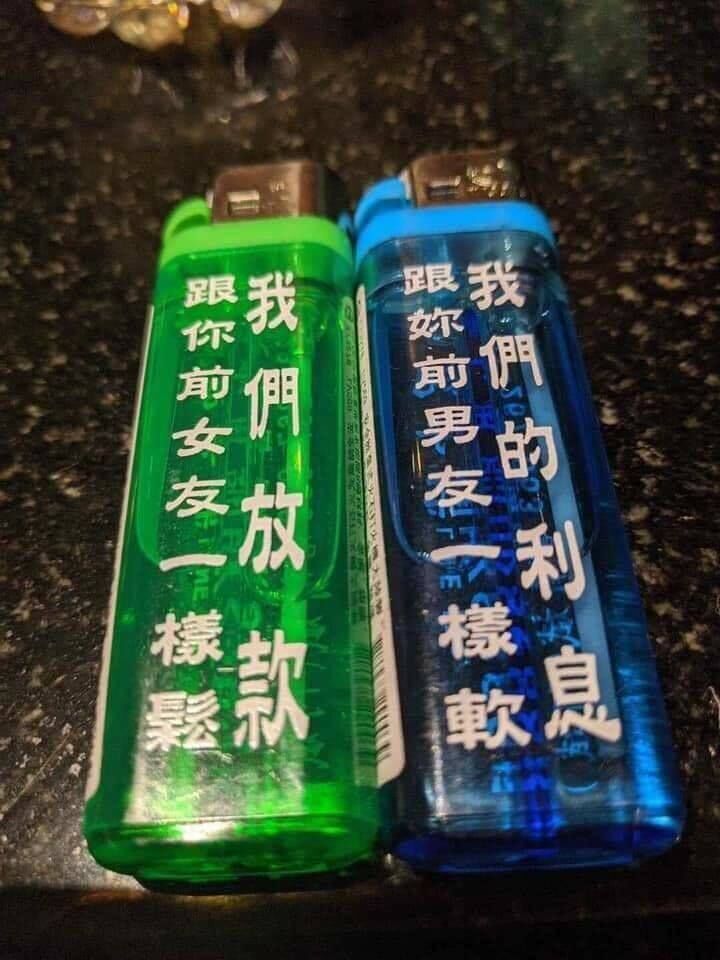 我們放款
跟你前女友一樣鬆
我們的利息
跟妳前男友一樣軟